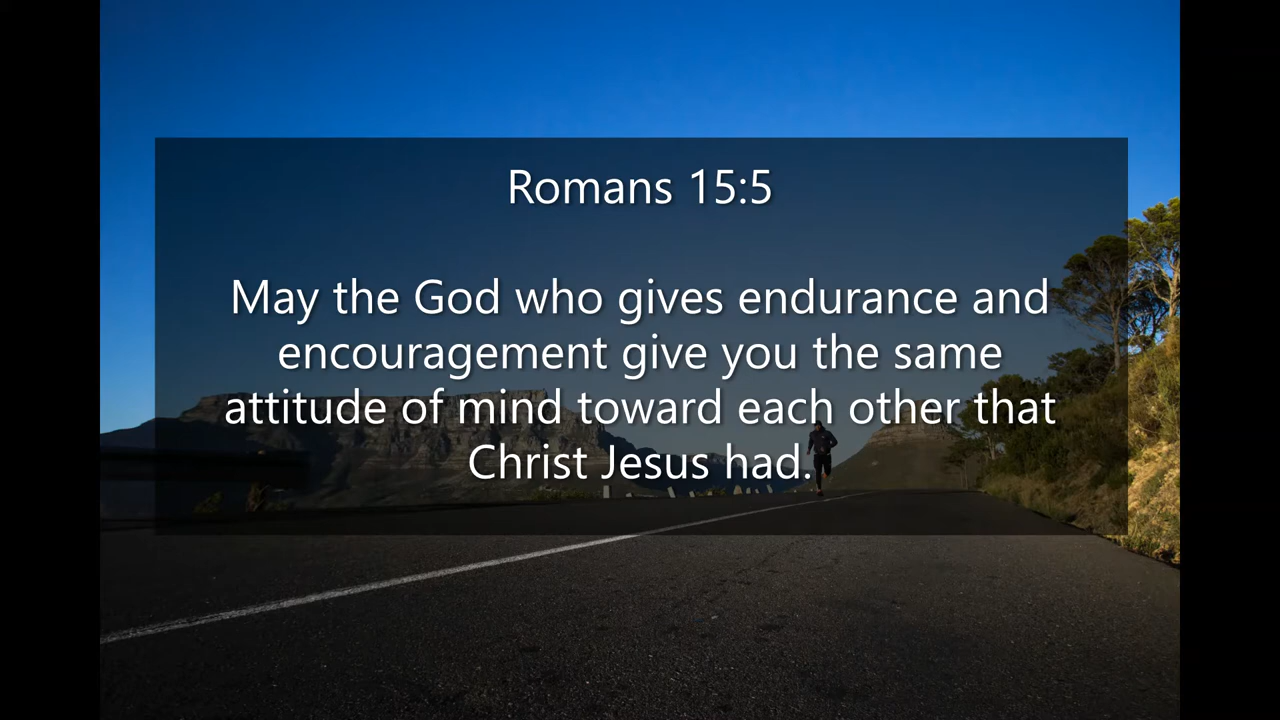 Romans 15:5
May the God who gives endurance and
encouragement give you the same
attitude of mind toward each other that
Christ Jesus had.